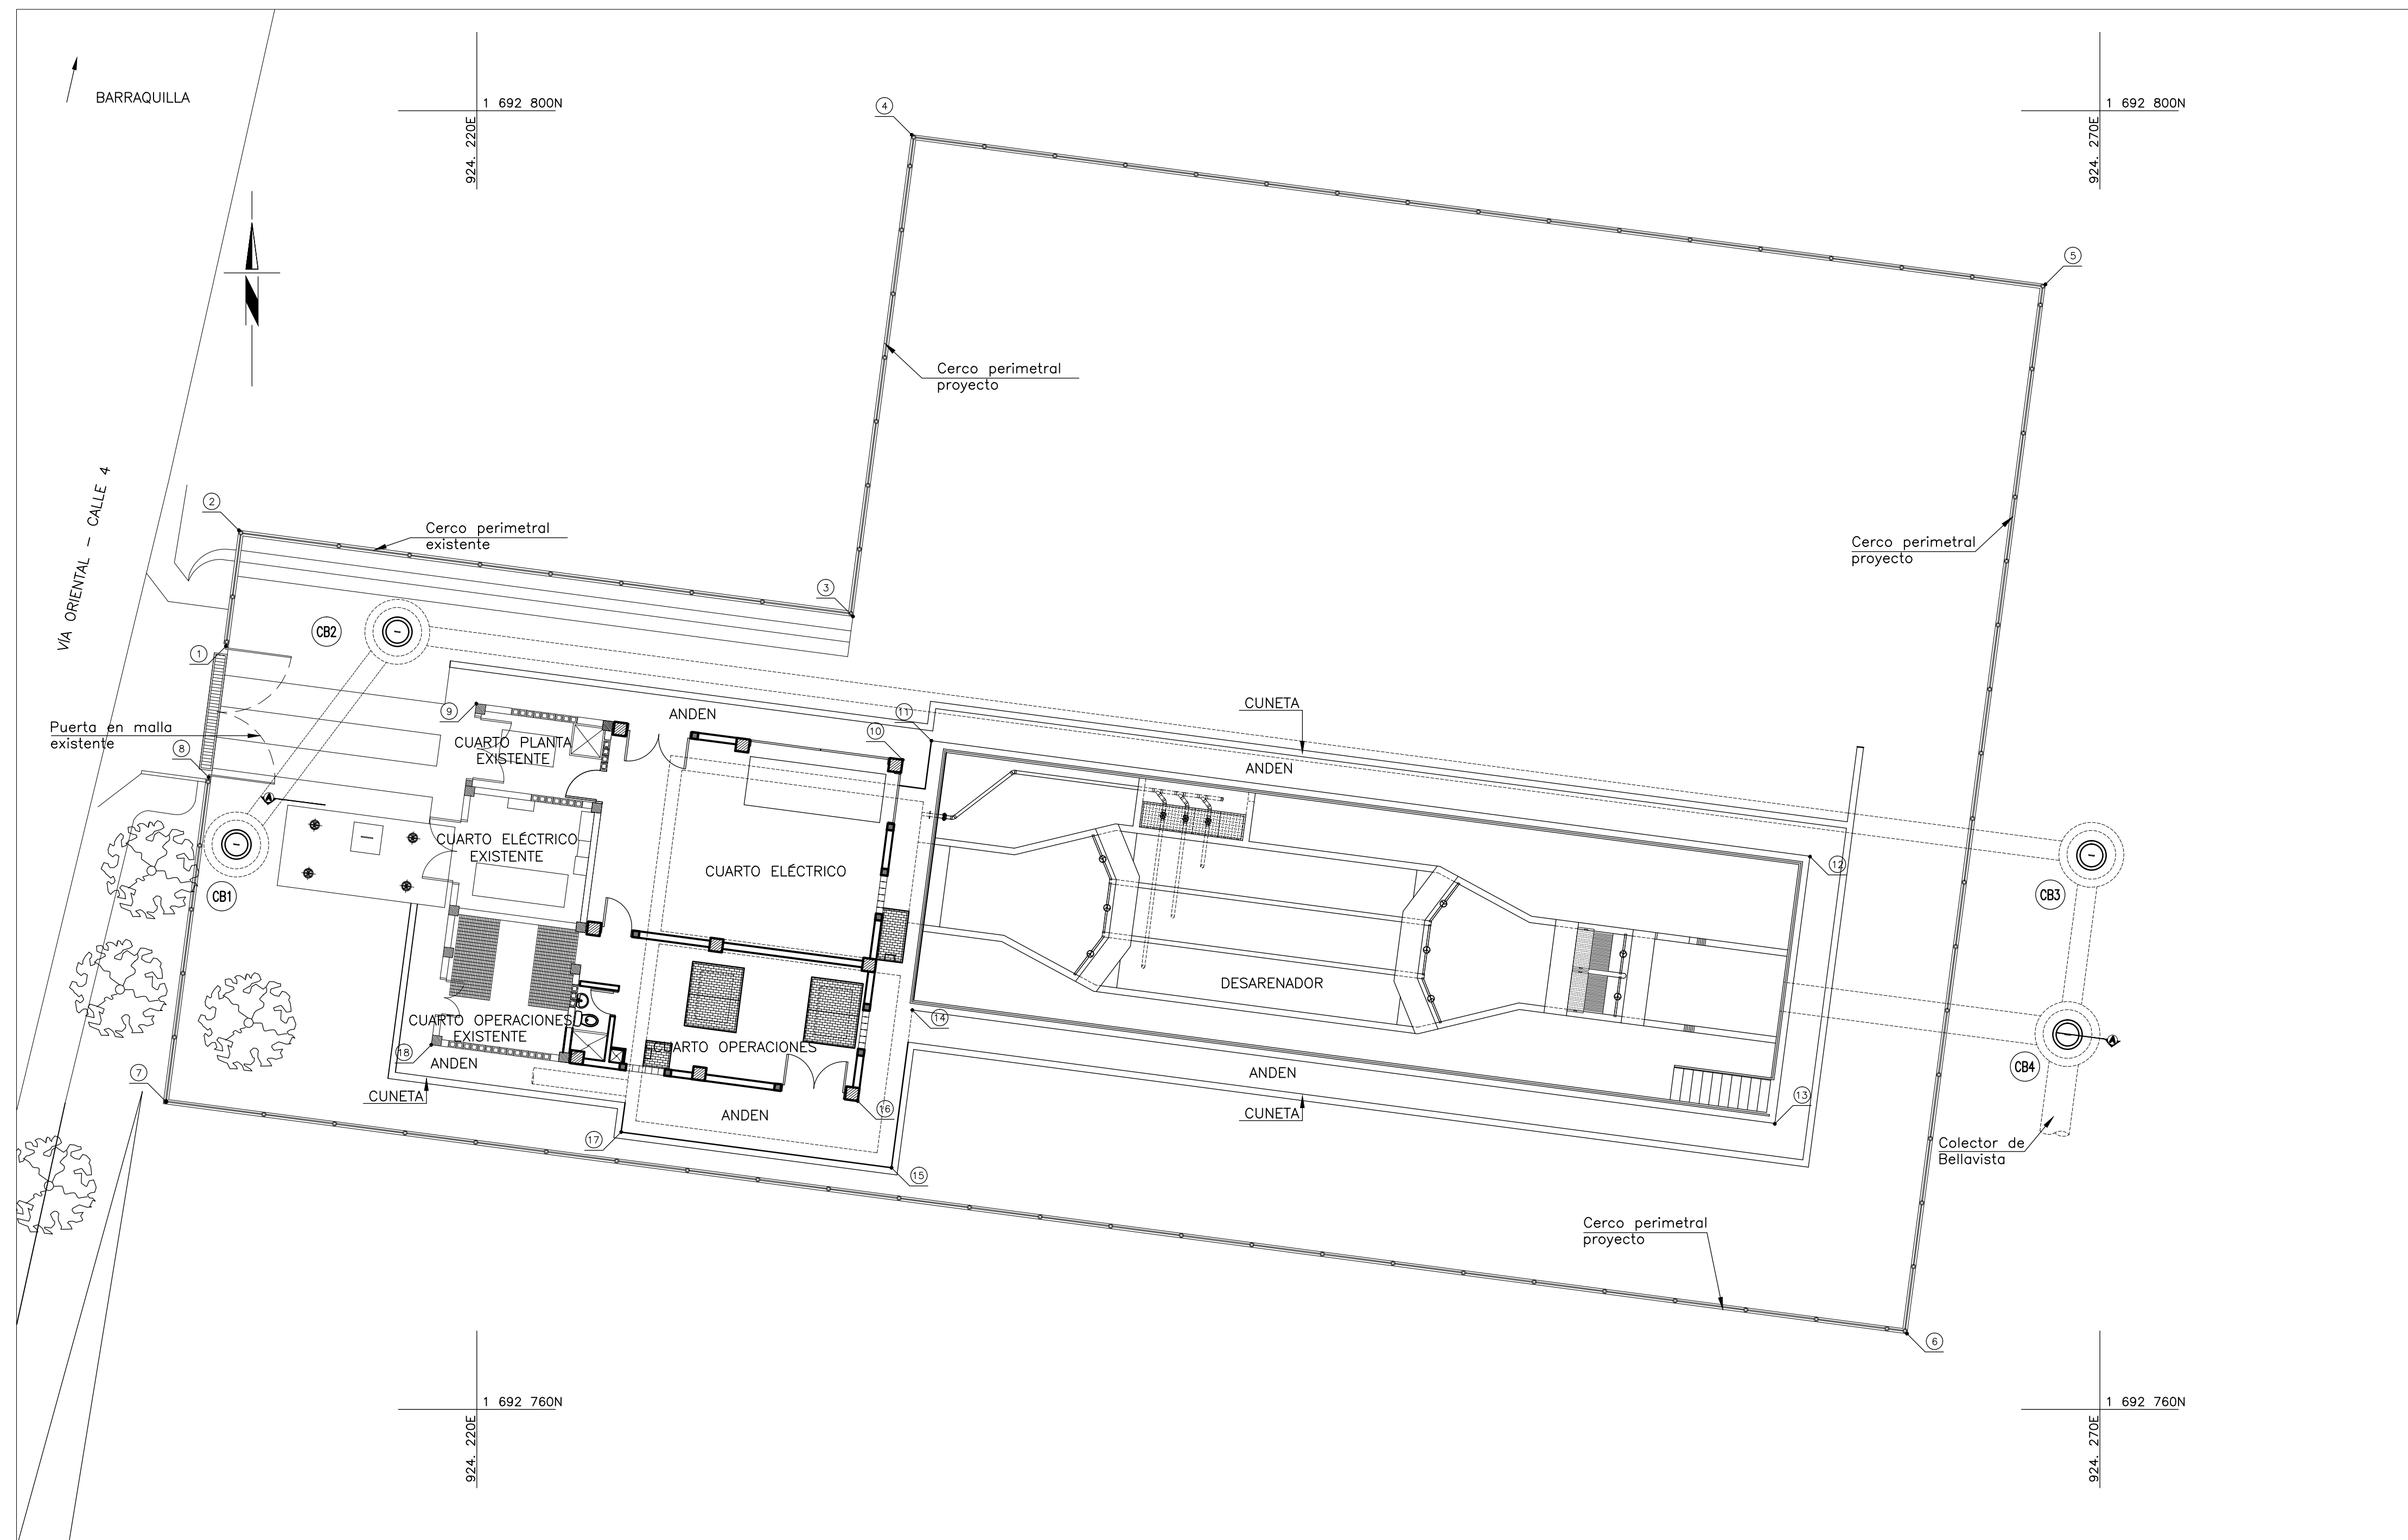 BARRAQUILLA
1 692 800N
924. 220E
1 692 800N
924. 270E
4
5
Cerco perimetral
proyecto
VÍA ORIENTAL - CALLE 4
2
Cerco perimetral
existente
3
Cerco perimetral
proyecto
CB2
1
Puerta en malla
existente
8
9
ANDEN
CUARTO PLANTA
EXISTENTE
10
11
CUNETA
ANDEN
A
CUARTO ELÉCTRICO
EXISTENTE
CUARTO ELÉCTRICO
12
CB1
CB3
DESARENADOR
CUARTO OPERACIONES
EXISTENTE
CUARTO OPERACIONES
14
18
ANDEN
7
CUNETA
ANDEN
16
17
15
ANDEN
CUNETA
13
A
CB4
Colector de
Bellavista
Cerco perimetral
proyecto
6
1 692 760N
924. 220E
1 692 760N
924. 270E